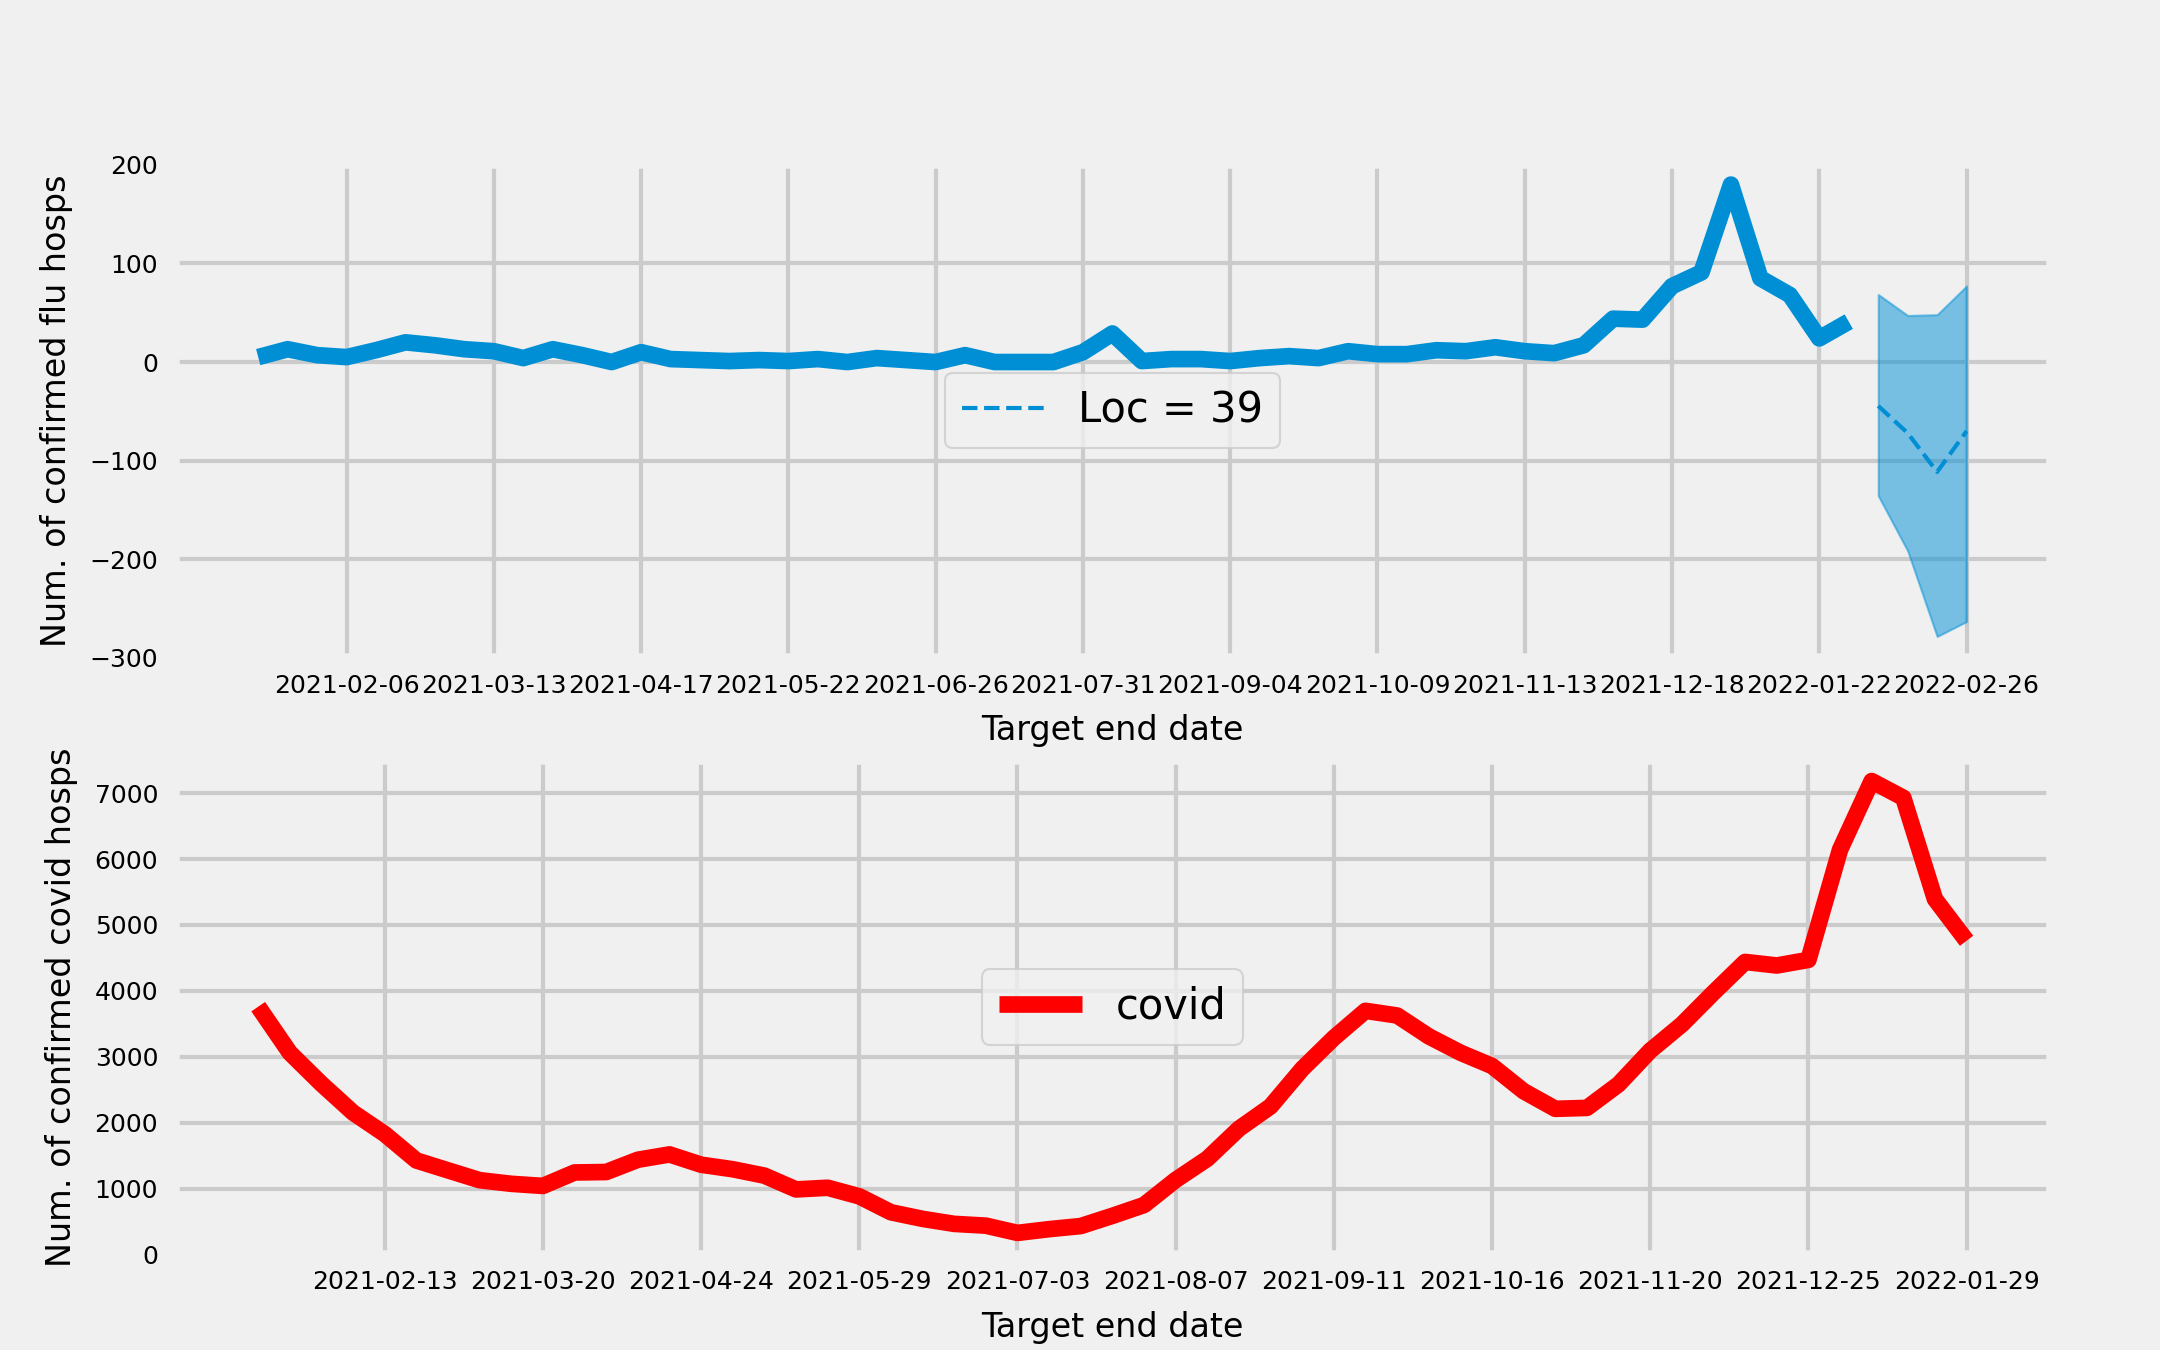 Num. of confirmed flu hosps
200
100
0
−100
−200
−300
Loc = 39
2021-02-06 2021-03-13 2021-04-17 2021-05-22 2021-06-26 2021-07-31 2021-09-04 2021-10-09 2021-11-13 2021-12-18 2022-01-22 2022-02-26
Target end date
Num. of confirmed covid hosps
7000
6000
5000
4000
3000
2000
1000
0
covid
2021-02-13 2021-03-20 2021-04-24 2021-05-29 2021-07-03 2021-08-07 2021-09-11 2021-10-16 2021-11-20 2021-12-25 2022-01-29
Target end date